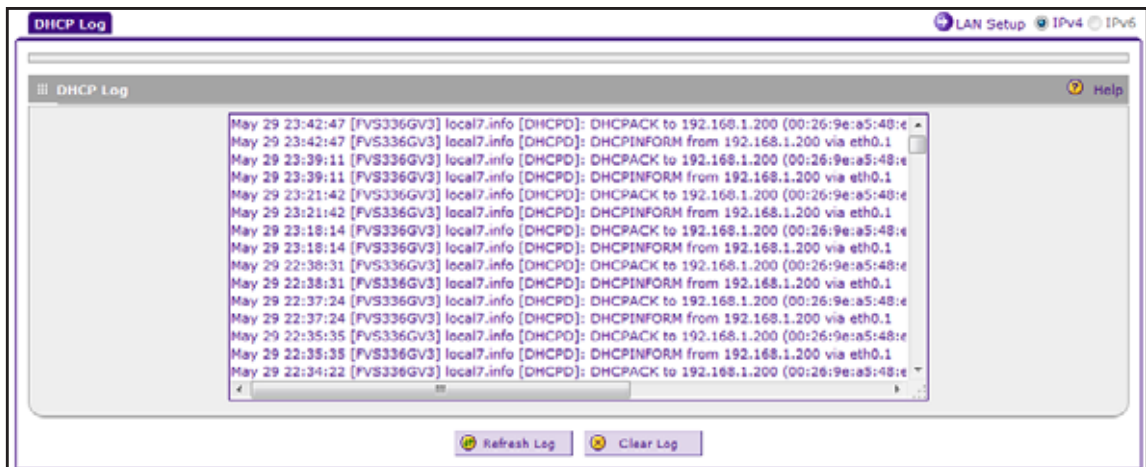 DHCP Log
LAN Setup IPv4 IPv6
DHCP Log
Help
May 29 23:42:47 [FVS336GV3] local7.info [DHCPD]: DHCPACK to 192.168.1.200 (00:26:9e:a5:48:e
May 29 23:42:47 [FVS336GV3] local7.info [DHCPD]: DHCPINFORM from 192.168.1.200 via eth0.1
May 29 23:39:11 [FVS336GV3] local7.info [DHCPD]: DHCPACK to 192.168.1.200 (00:26:9e:a5:48:e
May 29 23:39:11 [FVS336GV3] local7.info [DHCPD]: DHCPINFORM from 192.168.1.200 via eth0.1
May 29 23:21:42 [FVS336GV3] local7.info [DHCPD]: DHCPACK to 192.168.1.200 (00:26:9e:a5:48:e
May 29 23:21:42 [FVS336GV3] local7.info [DHCPD]: DHCPINFORM from 192.168.1.200 via eth0.1
May 29 23:18:14 [FVS336GV3] local7.info [DHCPD]: DHCPACK to 192.168.1.200 (00:26:9e:a5:48:e
May 29 23:18:14 [FVS336GV3] local7.info [DHCPD]: DHCPINFORM from 192.168.1.200 via eth0.1
May 29 22:38:31 [FVS336GV3] local7.info [DHCPD]: DHCPACK to 192.168.1.200 (00:26:9e:a5:48:e
May 29 22:38:31 [FVS336GV3] local7.info [DHCPD]: DHCPINFORM from 192.168.1.200 via eth0.1
May 29 22:37:24 [FVS336GV3] local7.info [DHCPD]: DHCPACK to 192.168.1.200 (00:26:9e:a5:48:e
May 29 22:37:24 [FVS336GV3] local7.info [DHCPD]: DHCPINFORM from 192.168.1.200 via eth0.1
May 29 22:35:35 [FVS336GV3] local7.info [DHCPD]: DHCPACK to 192.168.1.200 (00:26:9e:a5:48:e
May 29 22:35:35 [FVS336GV3] local7.info [DHCPD]: DHCPINFORM from 192.168.1.200 via eth0.1
May 29 22:34:22 [FVS336GV3] local7.info [DHCPD]: DHCPACK to 192.168.1.200 (00:26:9e:a5:48:e
Refresh Log Clear Log